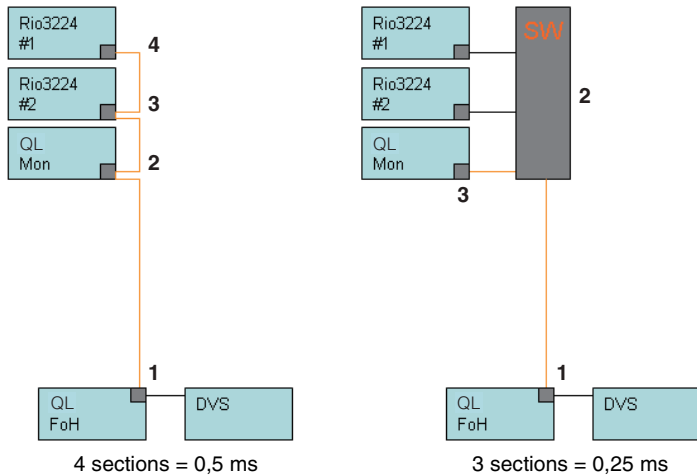 Rio3224
#1
4
Rio3224
#2
3
QL
Mon
2
1
QL
FoH
DVS
4 sections = 0,5 ms
Rio3224
#1
SW
Rio3224
#2
2
QL
Mon
3
1
QL
FoH
DVS
3 sections = 0,25 ms